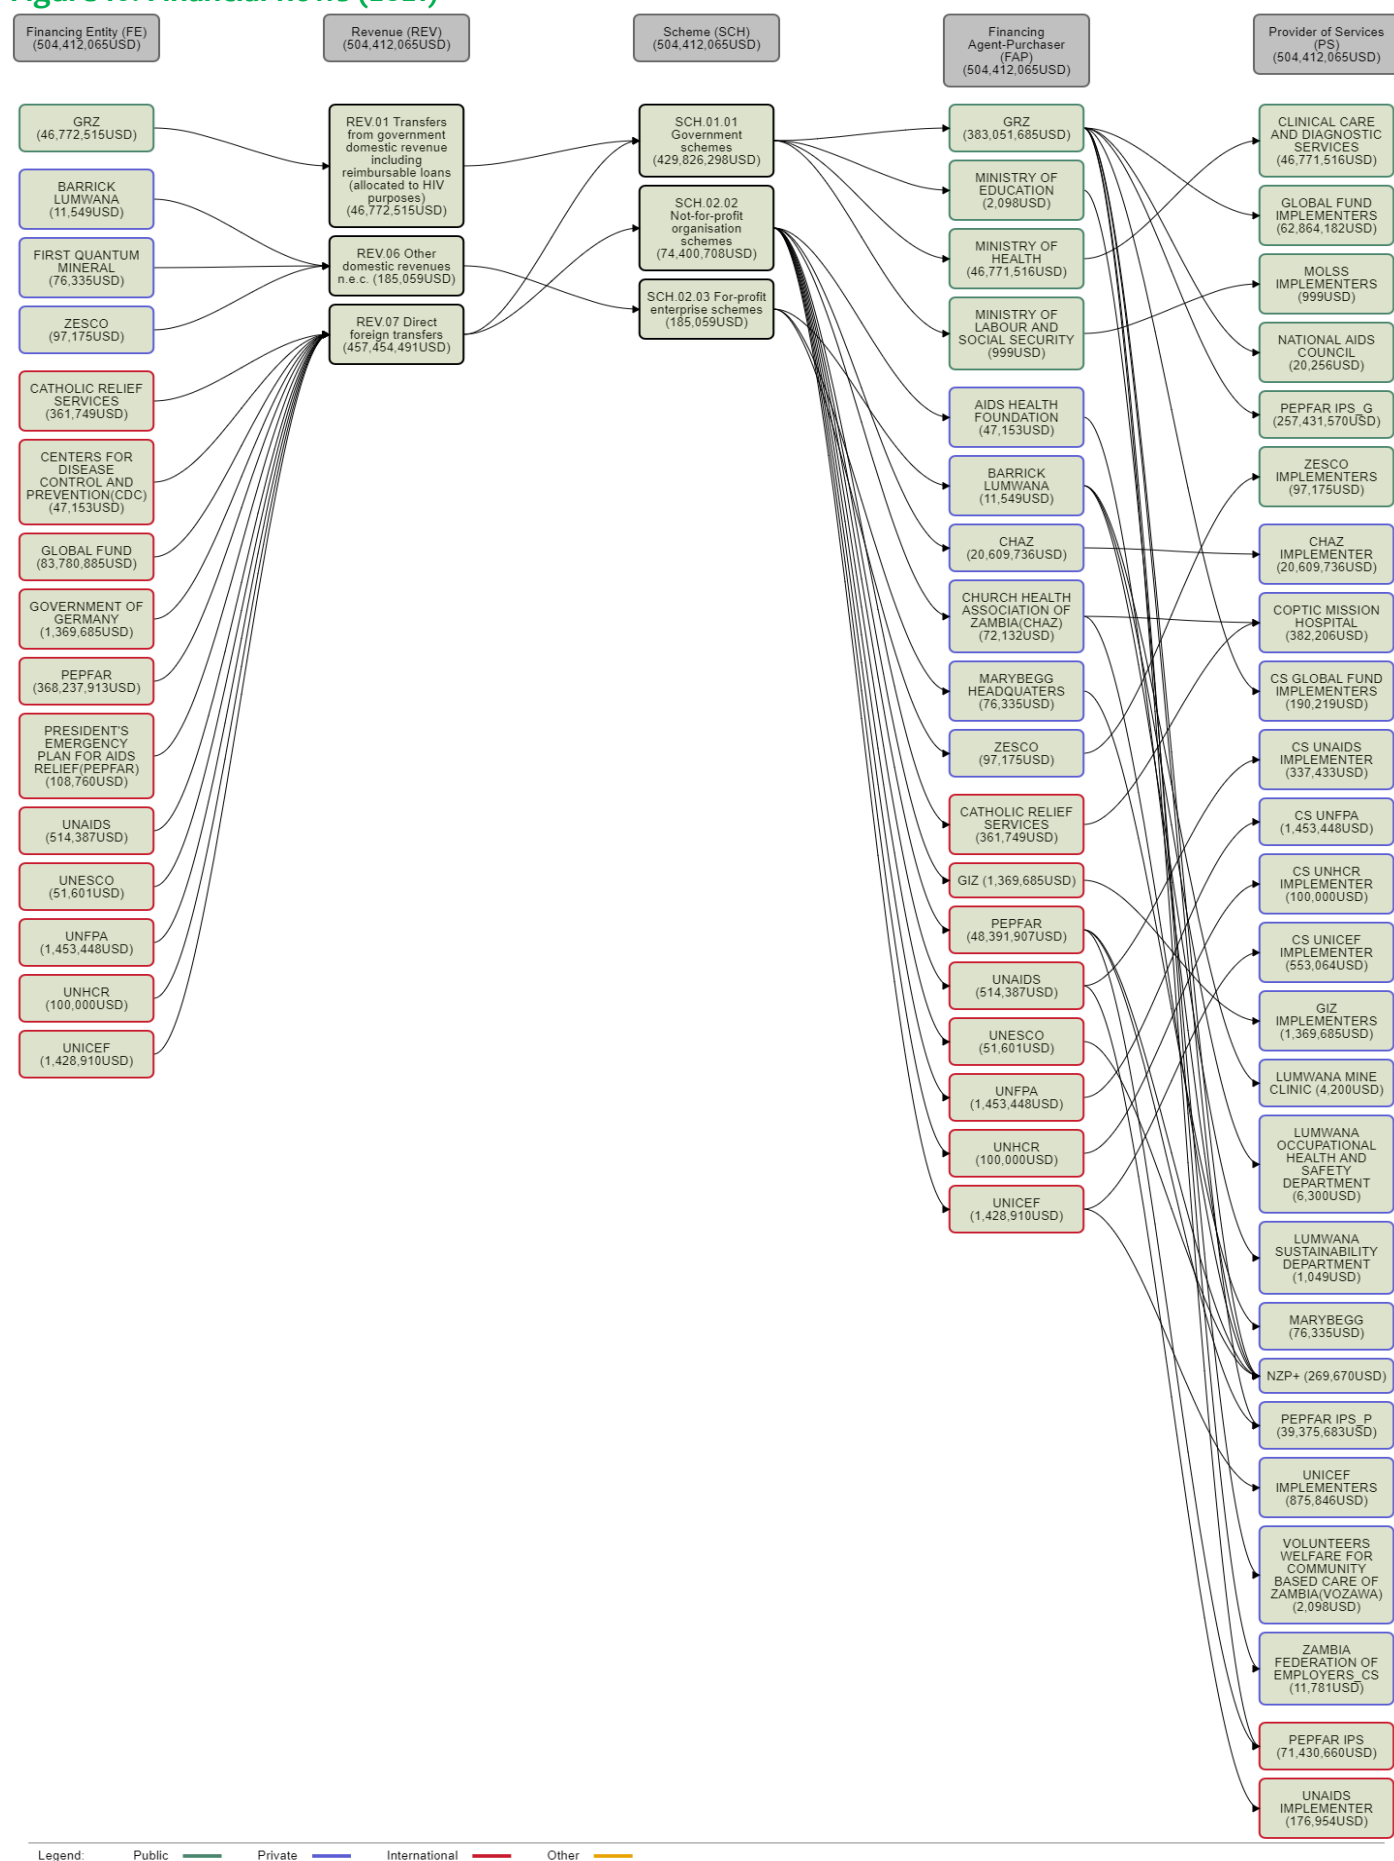 Financing Entity (FE)
(504,412,065USD)
GRZ
(46,772,515USD)
BARRICK
LUMWANA
(11,549USD)
FIRST QUANTUM
MINERAL
(76,335USD)
ZESCO
(97,175USD)
CATHOLIC RELIEF
SERVICES
(361,749USD)
CENTERS FOR
DISEASE
CONTROL AND
PREVENTION(CDC)
(47,153USD)
GLOBAL FUND
(83,780,885USD)
GOVERNMENT OF
GERMANY
(1,369,685USD)
PEPFAR
(368,237,913USD)
PRESIDENT'S
EMERGENCY
PLAN FOR AIDS
RELIEF(PEPFAR)
(108,760USD)
UNAIDS
(514,387USD)
UNESCO
(51,601USD)
UNFPA
(1,453,448USD)
UNHCR
(100,000USD)
UNICEF
(1,428,910USD)
Revenue (REV)
(504,412,065USD)
REV.01 Transfers
from government
domestic revenue
including
reimbursable loans
(allocated to HIV
purposes)
(46,772,515USD)
REV.06 Other
domestic revenues
n.e.c. (185,059USD)
REV.07 Direct
foreign transfers
(457,454,491USD)
Scheme (SCH)
(504,412,065USD)
SCH.01.01
Government
schemes
(429,826,298USD)
SCH.02.02
Not-for-profit
organisation
schemes
(74,400,708USD)
SCH.02.03 For-profit
enterprise schemes
(185,059USD)
Financing
Agent-Purchaser
(FAP)
(504,412,065USD)
GRZ
(383,051,685USD)
MINISTRY OF
EDUCATION
(2,098USD)
MINISTRY OF
HEALTH
(46,771,516USD)
MINISTRY OF
LABOUR AND
SOCIAL SECURITY
(999USD)
AIDS HEALTH
FOUNDATION
(47,153USD)
BARRICK
LUMWANA
(11,549USD)
CHAZ
(20,609,736USD)
CHURCH HEALTH
ASSOCIATION OF
ZAMBIA(CHAZ)
(72,132USD)
MARYBEGG
HEADQUATERS
(76,335USD)
ZESCO
(97,175USD)
CATHOLIC RELIEF
SERVICES
(361,749USD)
GIZ (1,369,685USD)
PEPFAR
(48,391,907USD)
UNAIDS
(514,387USD)
UNESCO
(51,601USD)
UNFPA
(1,453,448USD)
UNHCR
(100,000USD)
UNICEF
(1,428,910USD)
Provider of Services
(PS)
(504,412,065USD)
CLINICAL CARE
AND DIAGNOSTIC
SERVICES
(46,771,516USD)
GLOBAL FUND
IMPLEMENTERS
(62,864,182USD)
MOLSS
IMPLEMENTERS
(999USD)
NATIONAL AIDS
COUNCIL
(20,256USD)
PEPFAR IPS_G
(257,431,570USD)
ZESCO
IMPLEMENTERS
(97,175USD)
CHAZ
IMPLEMENTER
(20,609,736USD)
COPTIC MISSION
HOSPITAL
(382,206USD)
CS GLOBAL FUND
IMPLEMENTERS
(190,219USD)
CS UNAIDS
IMPLEMENTER
(337,433USD)
CS UNFPA
(1,453,448USD)
CS UNHCR
IMPLEMENTER
(100,000USD)
CS UNICEF
IMPLEMENTER
(553,064USD)
GIZ
IMPLEMENTERS
(1,369,685USD)
LUMWANA MINE
CLINIC (4,200USD)
LUMWANA
OCCUPATIONAL
HEALTH AND
SAFETY
DEPARTMENT
(6,300USD)
LUMWANA
SUSTAINABILITY
DEPARTMENT
(1,049USD)
MARYBEGG
(76,335USD)
NZP+ (269,670USD)
PEPFAR IPS_P
(39,375,683USD)
UNICEF
IMPLEMENTERS
(875,846USD)
VOLUNTEERS
WELFARE FOR
COMMUNITY
BASED CARE OF
ZAMBIA(VOZAWA)
(2,098USD)
ZAMBIA
FEDERATION OF
EMPLOYERS_CS
(11,781USD)
PEPFAR IPS
(71,430,660USD)
UNAIDS
IMPLEMENTER
(176,954USD)
Legend: Public Private International Other